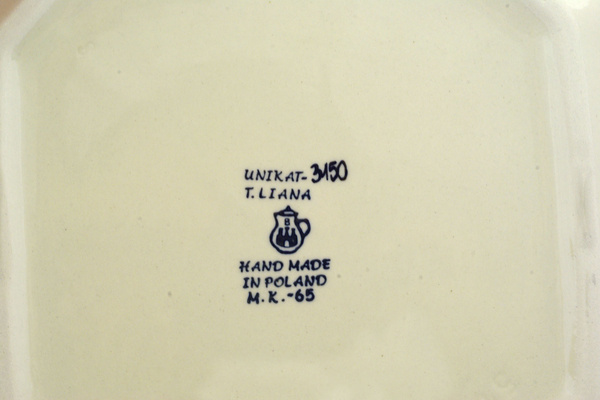 UNIKAT-3150
T. LIANA
B
HAND MADE
IN POLAND
M.K.-65